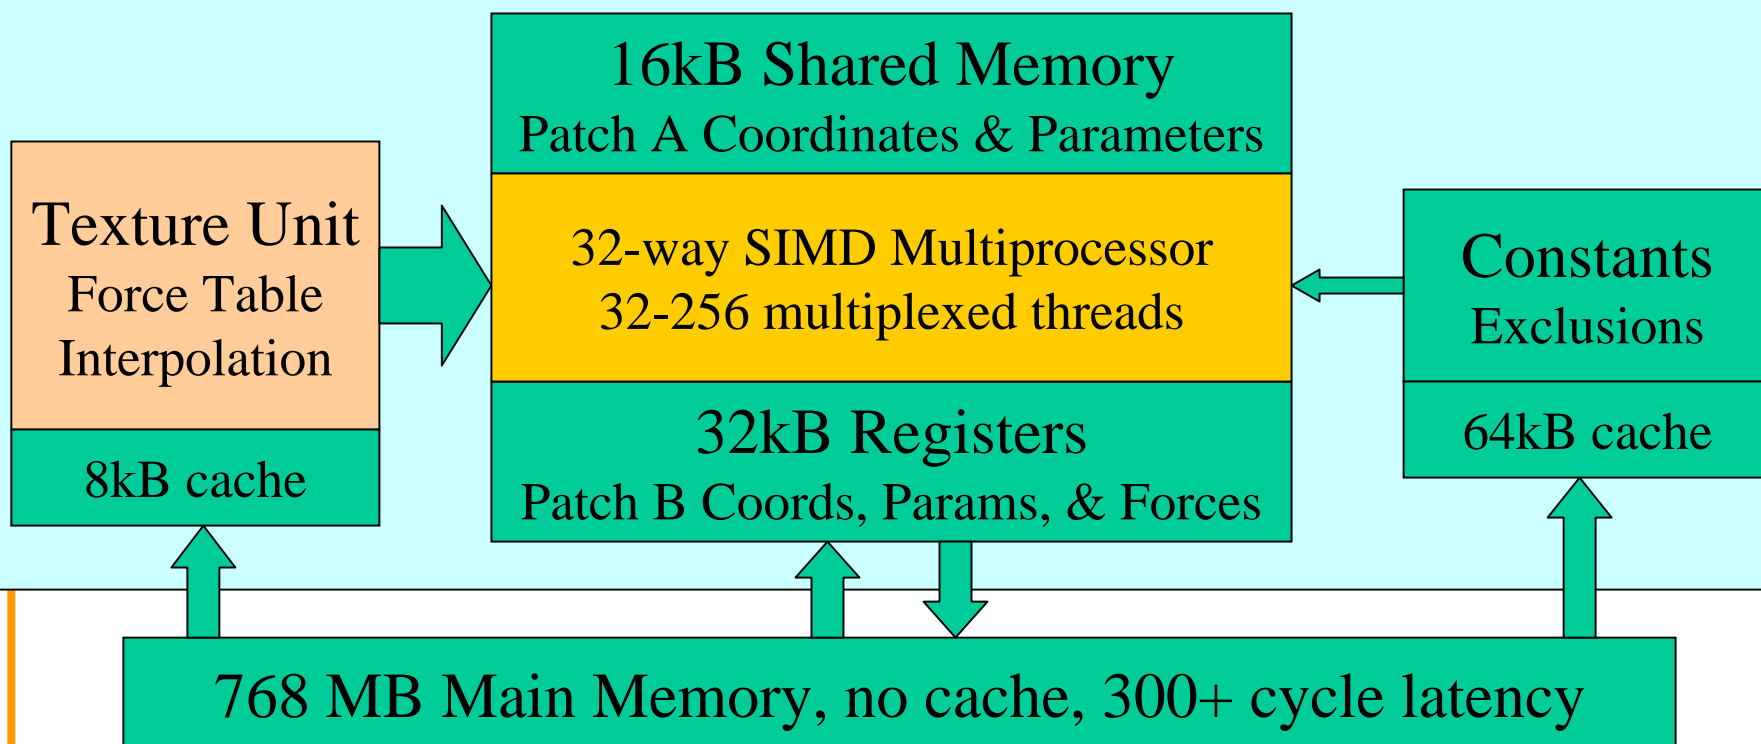 16kB Shared Memory
Patch A Coordinates & Parameters
Texture Unit
Force Table
Interpolation
8kB cache
32-way SIMD Multiprocessor
32-256 multiplexed threads
32kB Registers
Patch B Coords, Params, & Forces
Constants
Exclusions
64kB cache
768 MB Main Memory, no cache, 300+ cycle latency